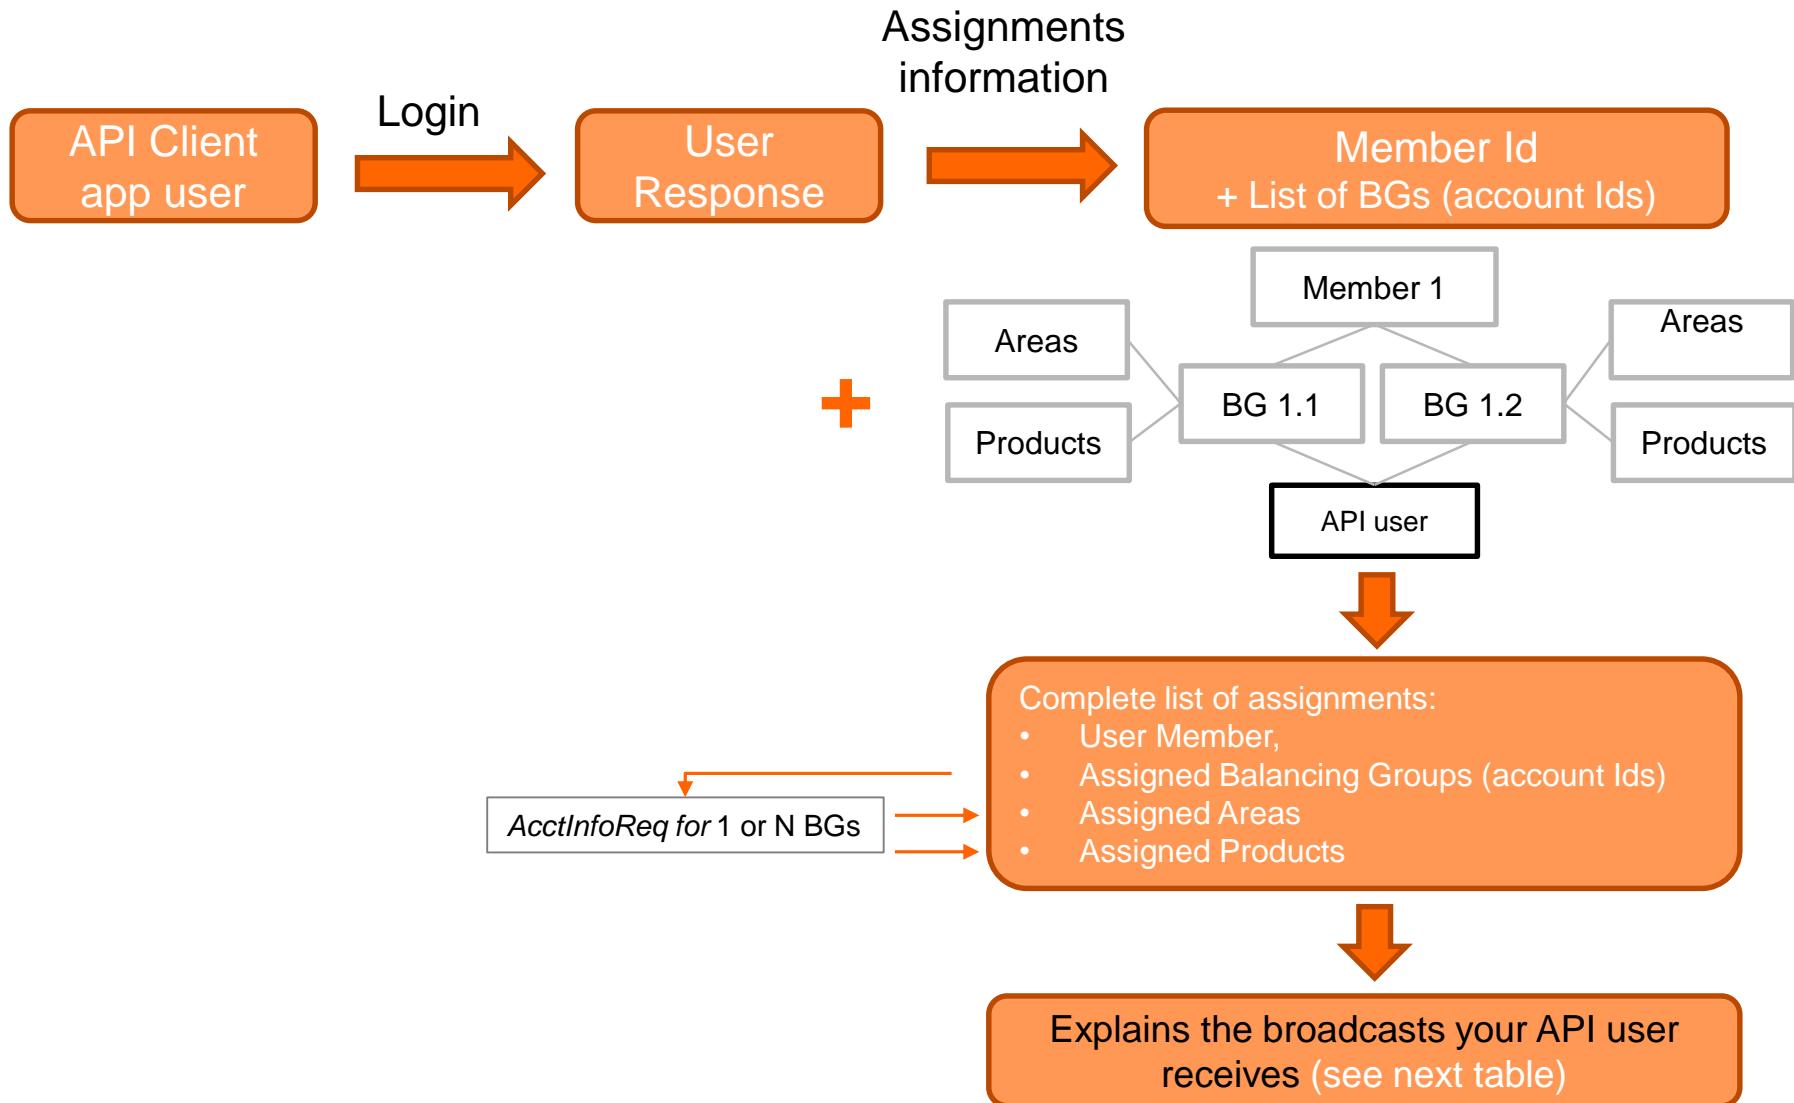 Assignments
information
Login
API Client
app user
User
Response
Member Id
+ List of BGs (account Ids)
Member 1
Areas
Areas
BG 1.1
BG 1.2
Products
Products
API user
Complete list of assignments:
• User Member,
• Assigned Balancing Groups (account Ids)
• Assigned Areas
• Assigned Products
AcctInfoReq for 1 or N BGs
Explains the broadcasts your API user
receives (see next table)